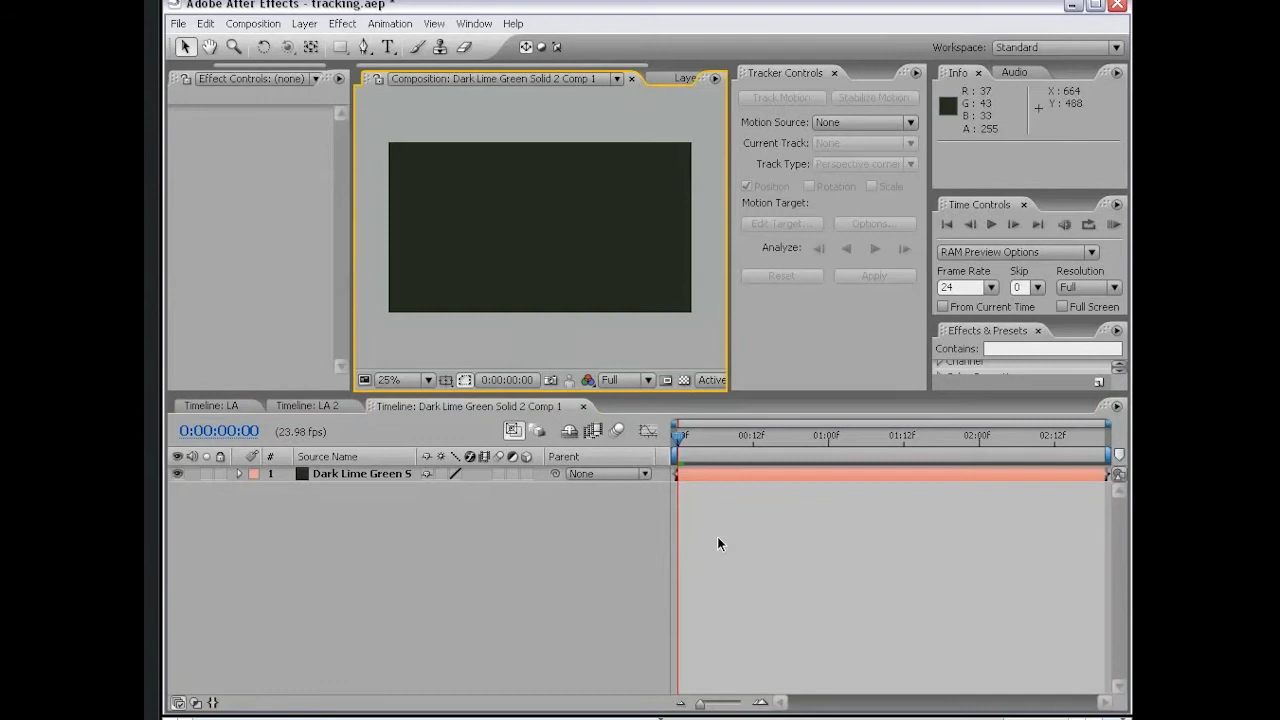 Adobe After Effects - tracking.aep *
File Edit Composition Layer Effect Animation View Window Help
Workspace: Standard
Effect Controls: (none)
Composition: Dark Lime Green Solid 2 Comp 1
Laye
25%
0:00:00:00
Full
Active
Tracker Controls
Track Motion
Stabilize Motion
Motion Source: None
Current Track: None
Track Type: Perspective corner
Position Rotation Scale
Motion Target:
Edit Target...
Options...
Analyze:
Reset
Apply
Info
Audio
R: 37
G: 43
B: 33
A: 255
X: 664
Y: 468
Time Controls
RAM Preview Options
Frame Rate Skip Resolution
24 0 Full
From Current Time Full Screen
Effects & Presets
Contains:
Timeline: LA
Timeline: LA 2
Timeline: Dark Lime Green Solid 2 Comp 1
0:00:00:00 (23.98 fps)
00:12f 01:00f 01:12f 02:00f 02:12f
# Source Name Parent
1 Dark Lime Green S None